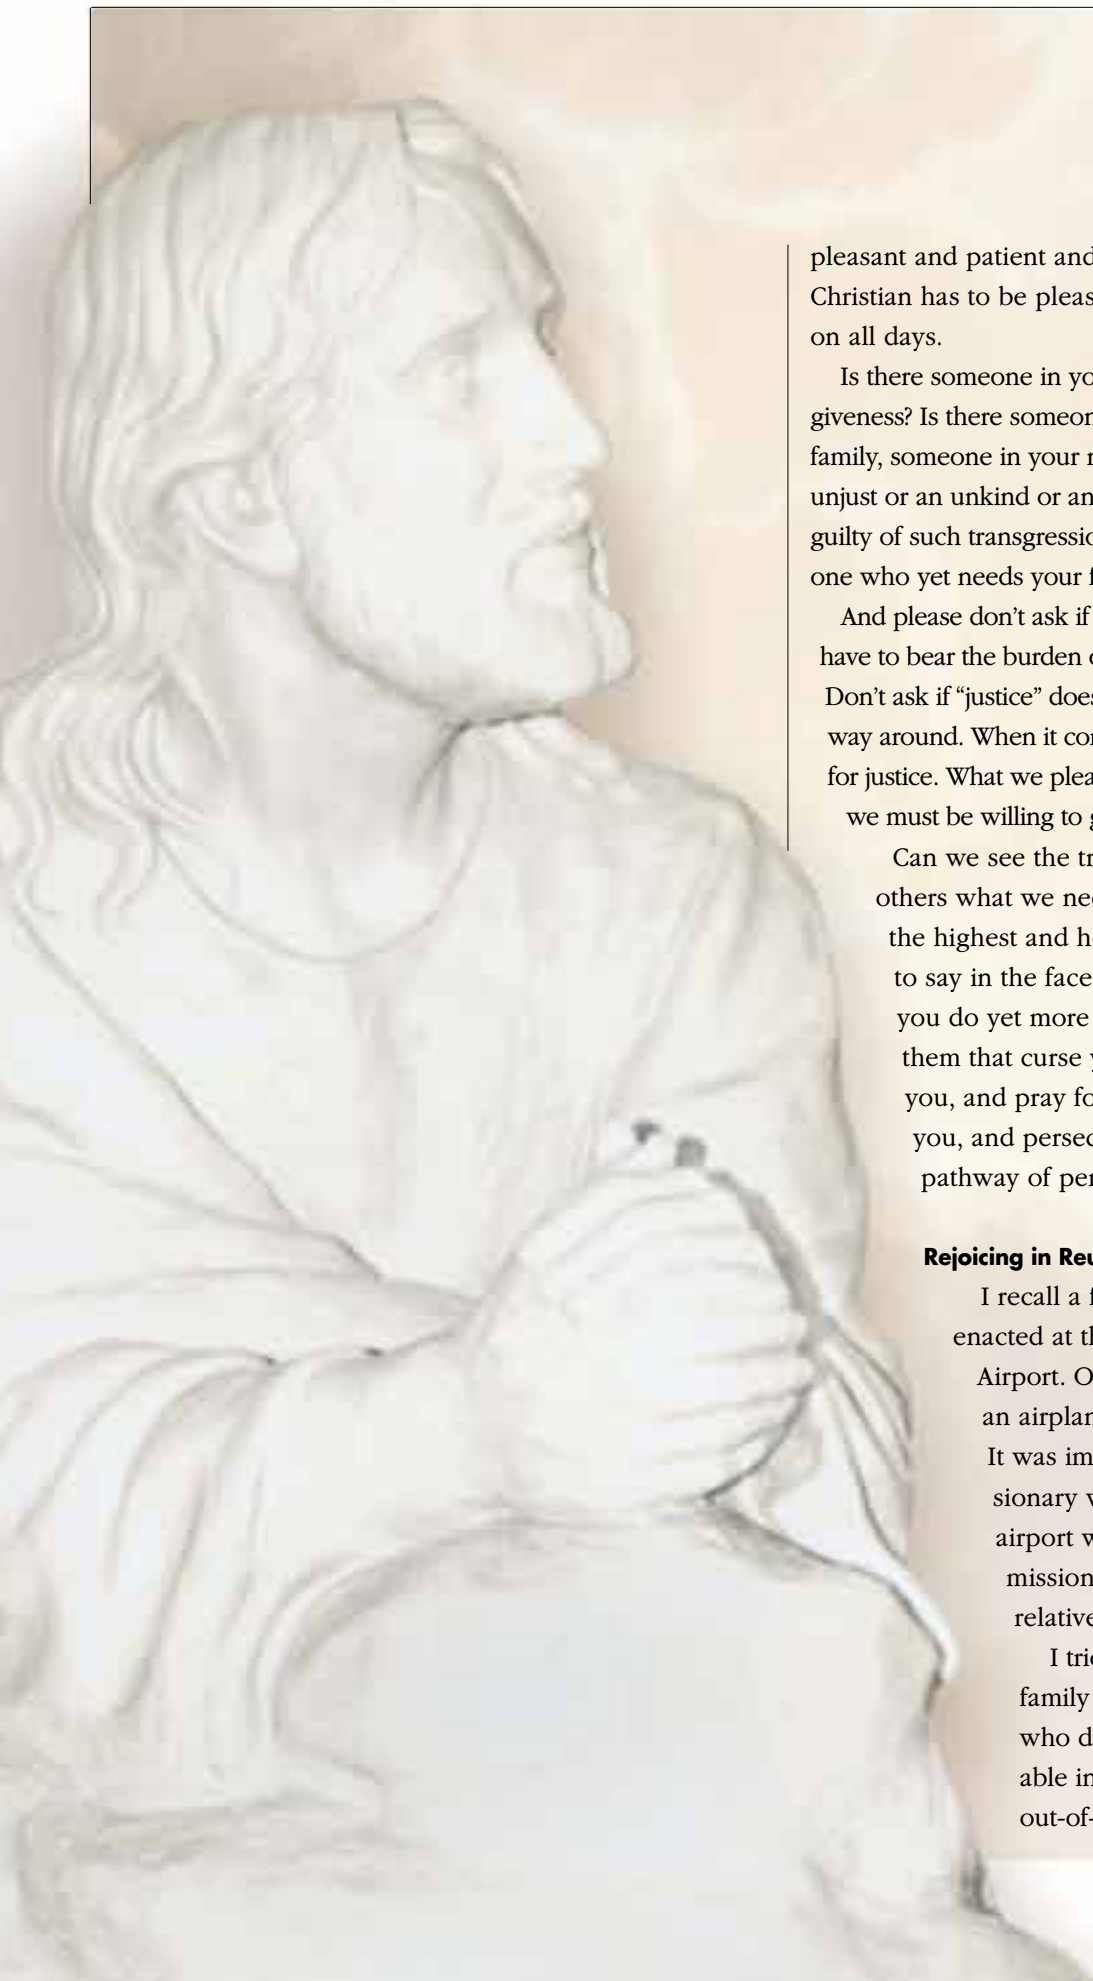 pleasant and patient and
Christian has to be pleas
on all days.
Is there someone in yo
giveness? Is there someon
family, someone in your n
unjust or an unkind or an
guilty of such transgressio
one who yet needs your f
And please don’t ask if
have to bear the burden o
Don’t ask if “justice” does
way around. When it com
for justice. What we plea
we must be willing to g
Can we see the tr
others what we nee
the highest and ho
to say in the face
you do yet more
them that curse y
you, and pray fo
you, and persec
pathway of per
Rejoicing in Reu
I recall a f
enacted at th
Airport. O
an airplan
It was im
sionary w
airport w
mission
relative
I trie
family
who d
able in
out-of-